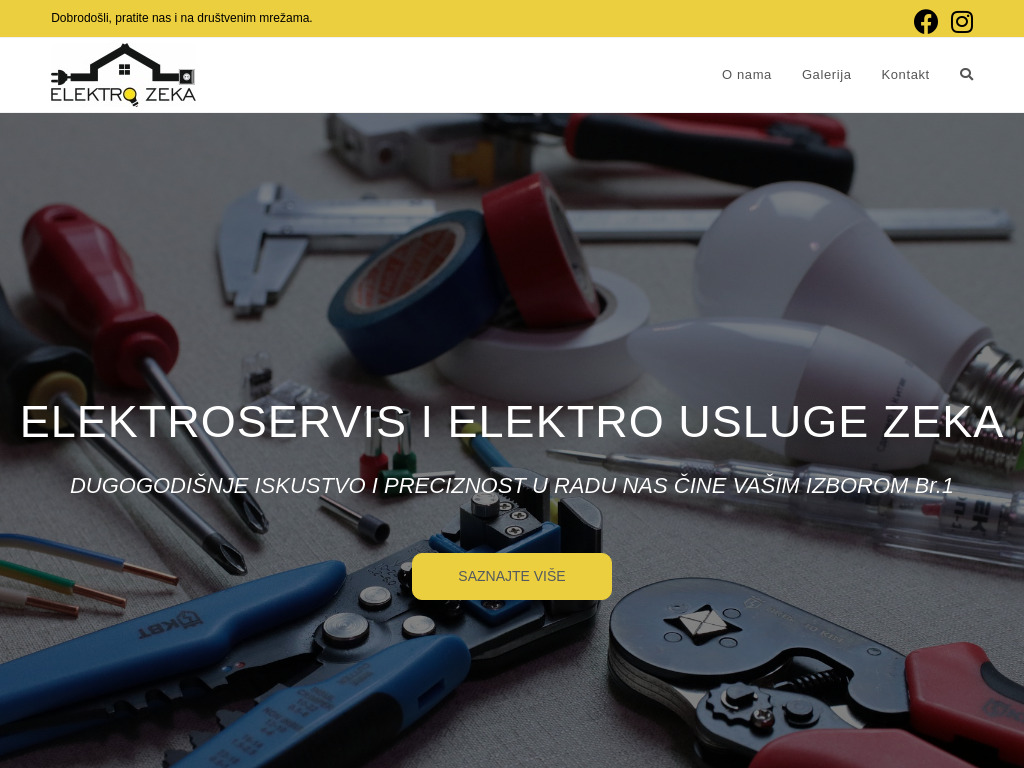 Dobrodošli, pratite nas i na društvenim mrežama.
ELEKTRO ZEKA
O nama
Galerija
Kontakt
ELEKTROSERVIS I ELEKTRO USLUGE ZEKA
DUGOGODIŠNJE ISKUSTVO I PRECIZNOST U RADU NAS ČINE VAŠIM IZBOROM Br.1
SAZNAJTE VIŠE
КВТ